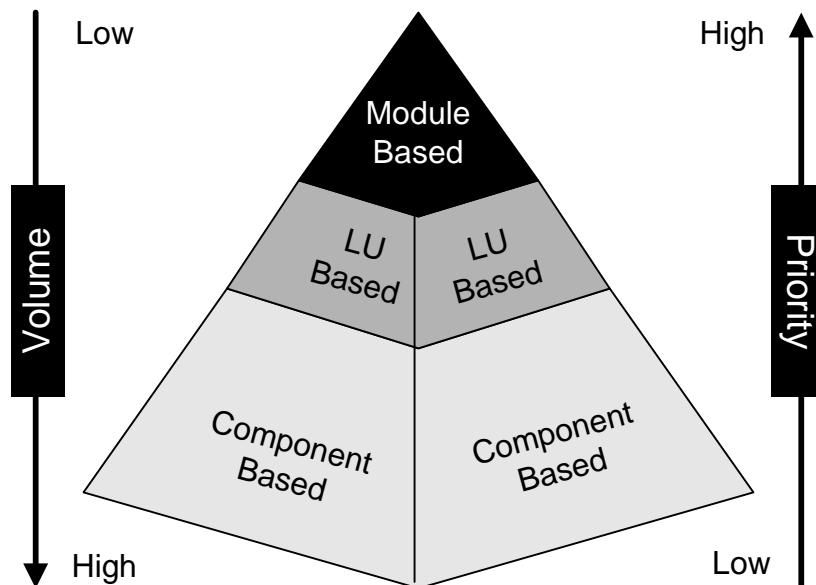 Low
High
Module
Based
LU
Based
LU
Based
Volume
Priority
Component
Based
Component
Based
High
Low